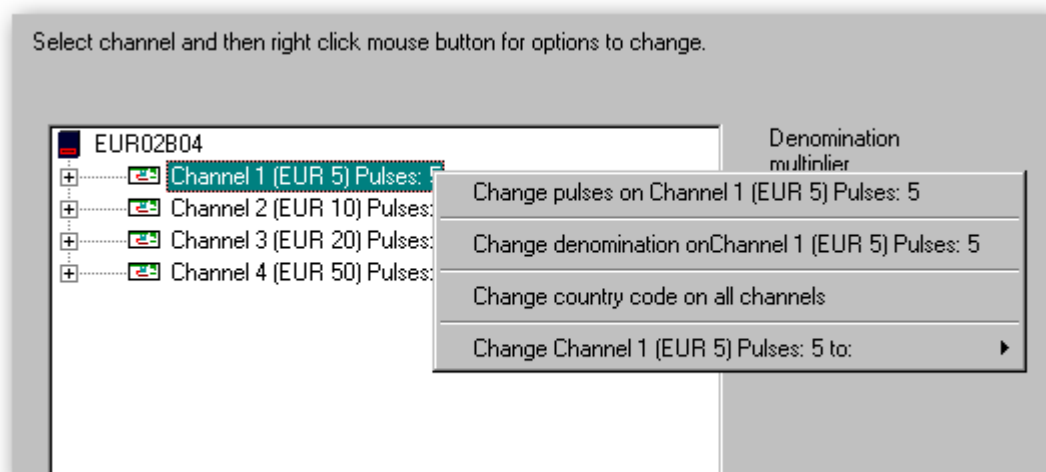 Select channel and then right click mouse button for options to change.
EUR02B04
Denomination
multiplier
Channel 1 (EUR 5) Pulses:
Channel 2 (EUR 10) Pulses:
Channel 3 (EUR 20) Pulses:
Channel 4 (EUR 50) Pulses:
Change pulses on Channel 1 (EUR 5) Pulses: 5
Change denomination onChannel 1 (EUR 5) Pulses: 5
Change country code on all channels
Change Channel 1 (EUR 5) Pulses: 5 to: